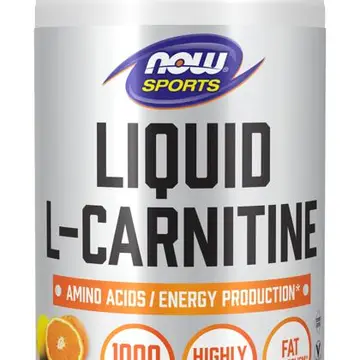 NOW
SPORTS
LIQUID
L-CARNITINE
AMINO ACIDS / ENERGY PRODUCTION*
1000
HIGHLY
FAT